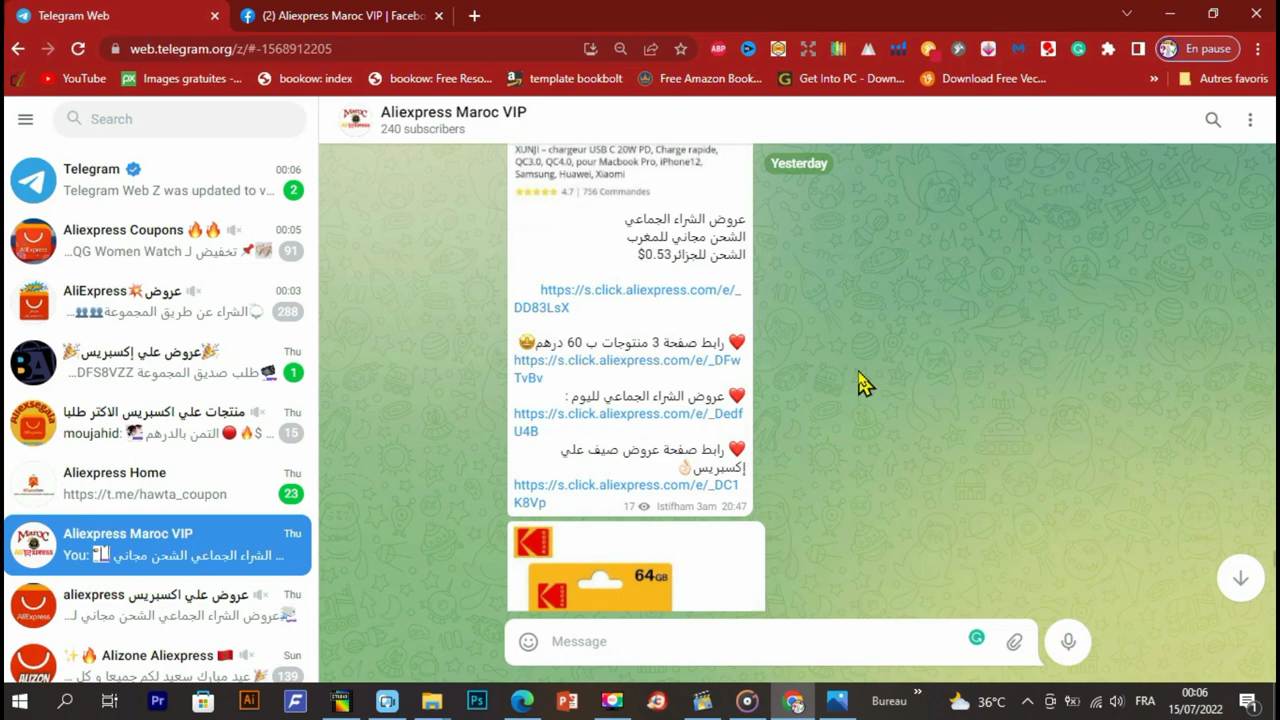 Telegram Web
(2) Aliexpress Maroc VIP | Faceb
web.telegram.org/z/#-1568912205
ABP
En pause
YouTube
Images gratuites -...
bookow: index
bookow: Free Reso...
template bookbolt
Free Amazon Book...
Get Into PC - Down...
Download Free Vec...
Autres favoris
Search
Aliexpress Maroc VIP
240 subscribers
Telegram
00:06
Telegram Web Z was updated to v...
2
Aliexpress Coupons 🔥🔥
00:05
📌 تخفيض لـ QG Women Watch...
91
AliExpress💥عروض
00:03
الشراء عن طريق المجموعة👥👥...
288
🎉عروض علي إكسبريس🎉
Thu
طلب صديق المجموعة DFS8VZZ...
1
منتجات علي اكسبريس الاكثر طلبا
Thu
moujahid: التمن بالدرهم 🔴🔥$ ...
15
Aliexpress Home
Thu
https://t.me/hawta_coupon
23
Aliexpress Maroc VIP
Thu
You: الشراء الجماعي الشحن مجاني ...
aliexpress عروض علي اكسبريس
Thu
عروض الشراء الجماعي الشحن مجاني لـ...
✨🔥 Alizone Aliexpress 🇲🇦
Sun
عيد مبارك سعيد لكم جميعا و كل ...
139
Yesterday
XUNJI – chargeur USB C 20W PD, Charge rapide,
QC3.0, QC4.0, pour Macbook Pro, iPhone12,
Samsung, Huawei, Xiaomi
4.7 | 756 Commandes
عروض الشراء الجماعي
الشحن مجاني للمغرب
الشحن للجزائر0.53$
https://s.click.aliexpress.com/e/_
DD83LsX
❤️ رابط صفحة 3 منتوجات ب 60 درهم🤩
https://s.click.aliexpress.com/e/_DFw
TvBv
❤️ عروض الشراء الجماعي لليوم :
https://s.click.aliexpress.com/e/_Dedf
U4B
❤️ رابط صفحة عروض صيف علي
إكسبريس👌🏻
https://s.click.aliexpress.com/e/_DC1
K8Vp
17 Istifham 3am 20:47
64GB
Message
Bureau
36°C
FRA
00:06
15/07/2022
1